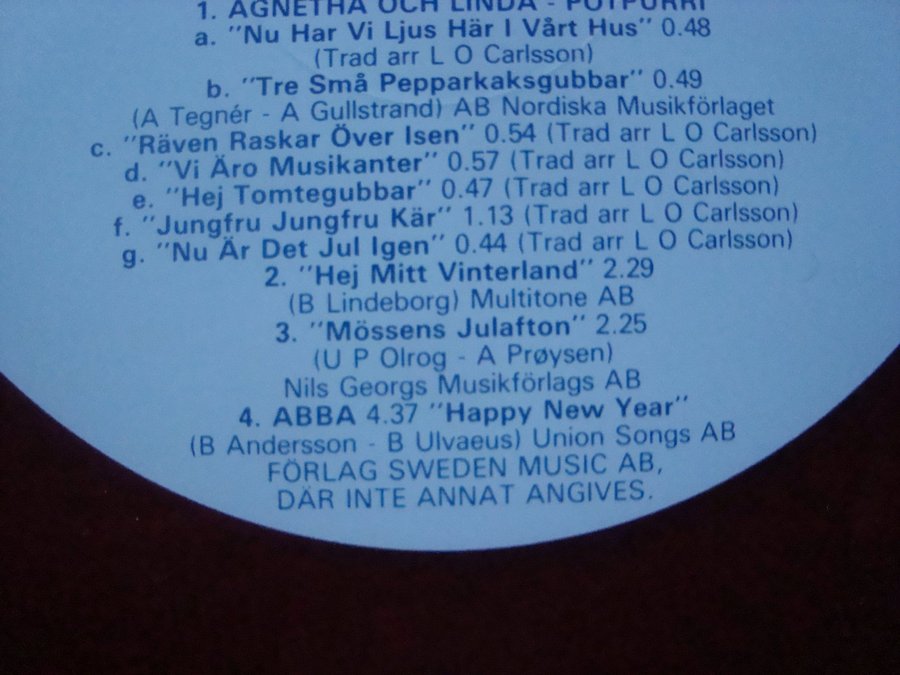 1. AGNETHA OCH LINDA - POTPURRI
a. "Nu Har Vi Ljus Här I Vårt Hus" 0.48
(Trad arr L O Carlsson)
b. "Tre Små Pepparkaksgubbar" 0.49
(A Tegnér - A Gullstrand) AB Nordiska Musikförlaget
c. "Räven Raskar Över Isen" 0.54 (Trad arr L O Carlsson)
d. "Vi Äro Musikanter" 0.57 (Trad arr L O Carlsson)
e. "Hej Tomtegubbar" 0.47 (Trad arr L O Carlsson)
f. "Jungfru Jungfru Kär" 1.13 (Trad arr L O Carlsson)
g. "Nu Är Det Jul Igen" 0.44 (Trad arr L O Carlsson)
2. "Hej Mitt Vinterland" 2.29
(B Lindeborg) Multitone AB
3. "Mössens Julafton" 2.25
(U P Olrog - A Prøysen)
Nils Georgs Musikförlags AB
4. ABBA 4.37 "Happy New Year"
(B Andersson - B Ulvaeus) Union Songs AB
FÖRLAG SWEDEN MUSIC AB,
DÄR INTE ANNAT ANGIVES.